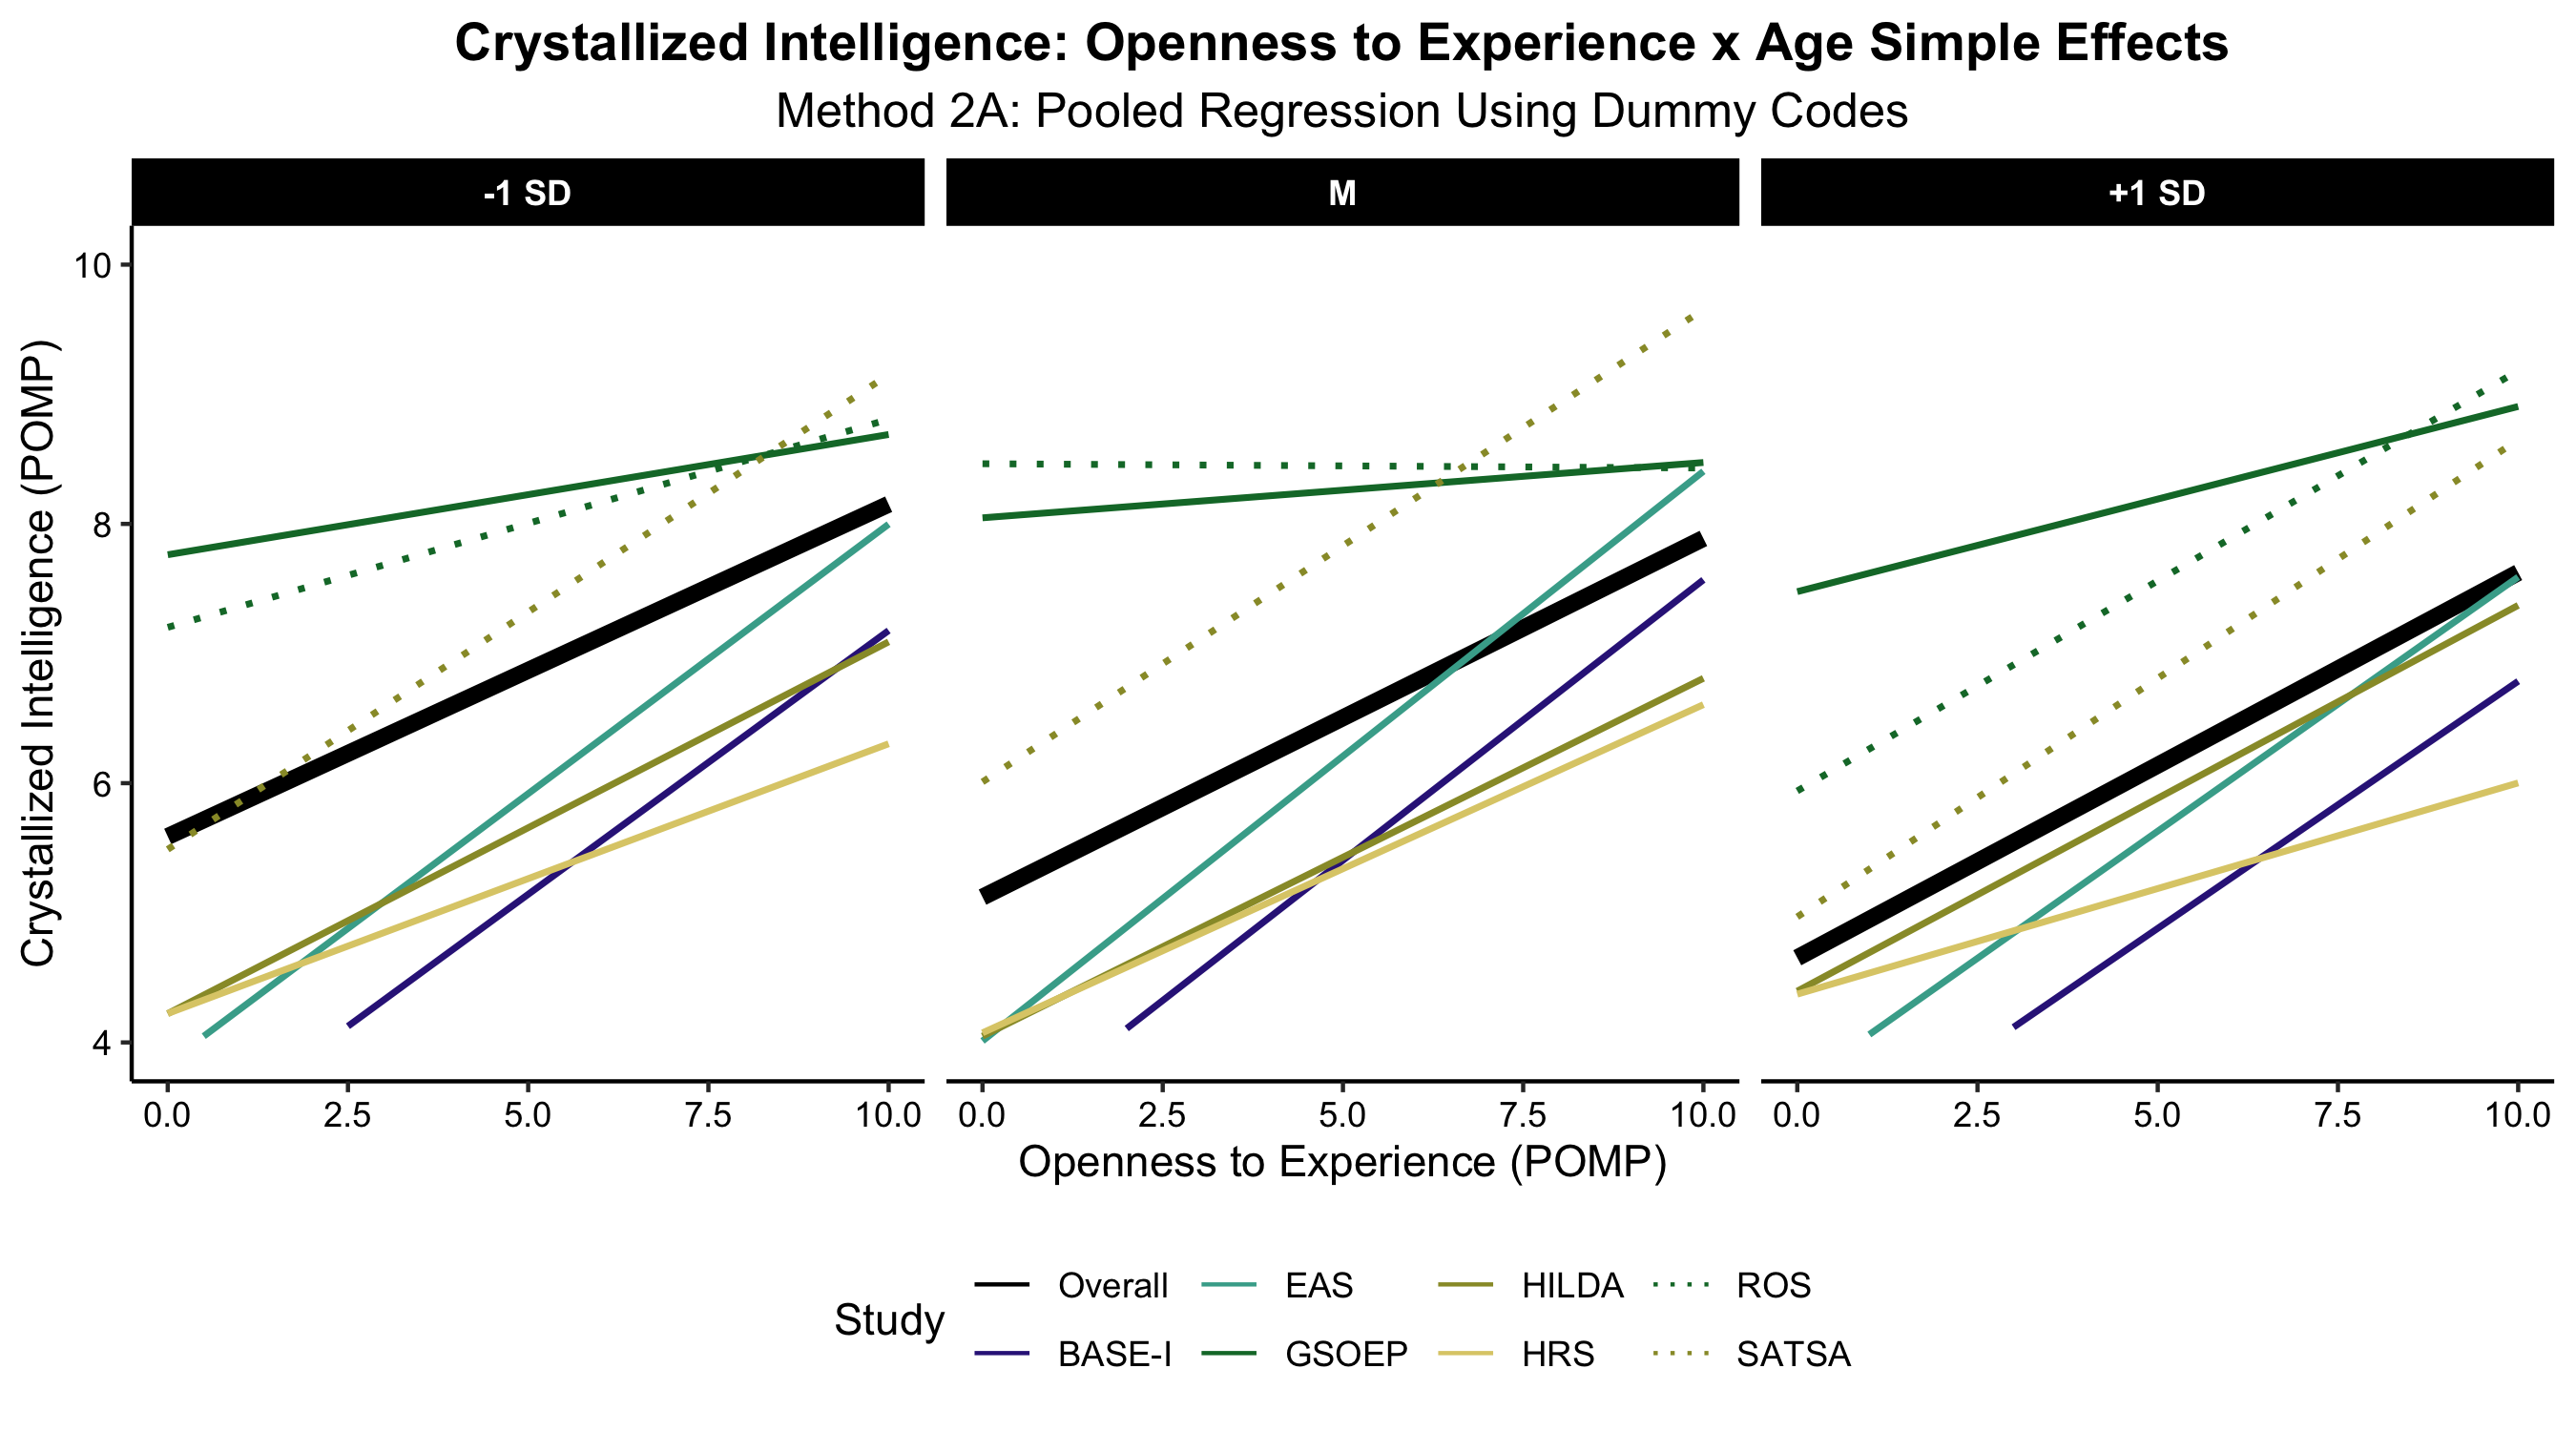 Crystallized Intelligence: Openness to Experience x Age Simple Effects
Method 2A: Pooled Regression Using Dummy Codes
-1 SD
M
+1 SD
Crystallized Intelligence (POMP)
10
8
6
4
0.0 2.5 5.0 7.5 10.0
0.0 2.5 5.0 7.5 10.0
0.0 2.5 5.0 7.5 10.0
Openness to Experience (POMP)
Study
Overall EAS HILDA ROS
BASE-I GSOEP HRS SATSA